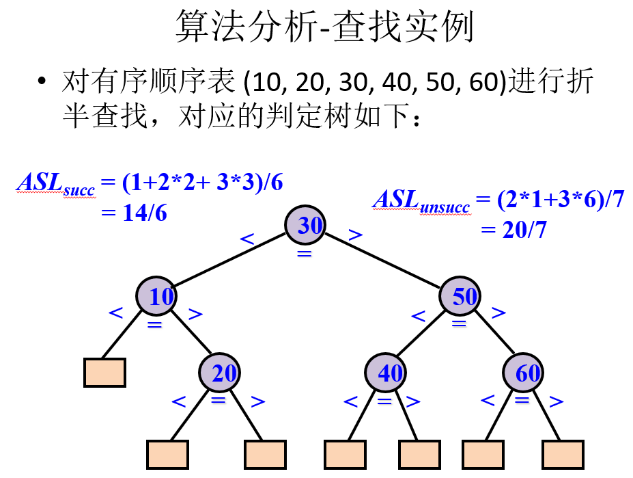 算法分析-查找实例
• 对有序顺序表 (10, 20, 30, 40, 50, 60)进行折
半查找，对应的判定树如下：
ASLsucc = (1+2*2+ 3*3)/6
= 14/6
ASLunsucc = (2*1+3*6)/7
= 20/7
30
< = >
10
< = >
50
< = >
20
< = >
40
< = >
60
< = >